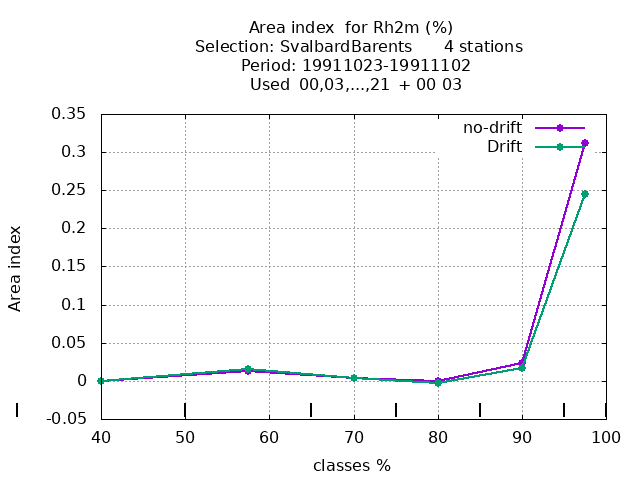 Area index  for Rh2m (%)
Selection: SvalbardBarents      4 stations
Period: 19911023-19911102
Used  00,03,...,21  + 00 03
no-drift
Drift
0.35
0.3
0.25
0.2
0.15
0.1
0.05
0
-0.05
Area index
40 50 60 70 80 90 100
classes %